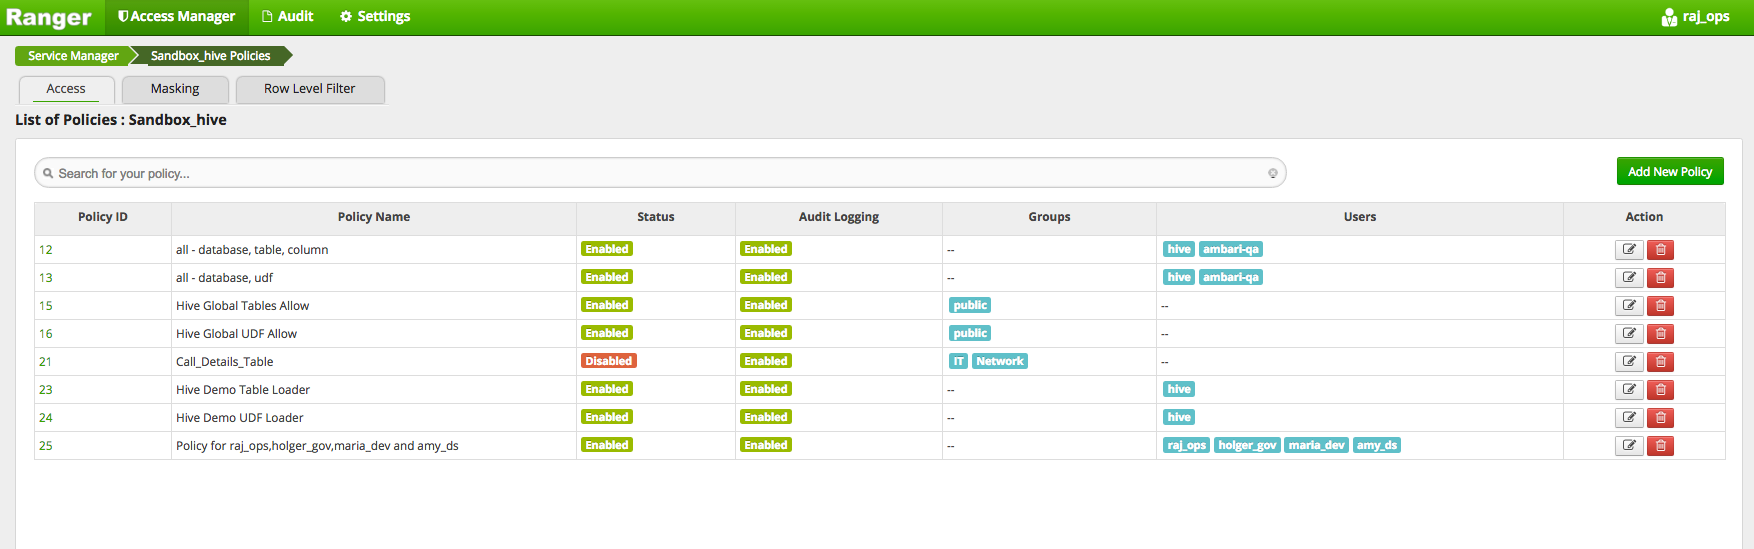 Ranger Access Manager Audit Settings raj_ops
Service Manager Sandbox_hive Policies
Access Masking Row Level Filter
List of Policies : Sandbox_hive
Search for your policy... Add New Policy
Policy ID Policy Name Status Audit Logging Groups Users Action
12 all - database, table, column Enabled Enabled -- hive ambari-qa
13 all - database, udf Enabled Enabled -- hive ambari-qa
15 Hive Global Tables Allow Enabled Enabled public --
16 Hive Global UDF Allow Enabled Enabled public --
21 Call_Details_Table Disabled Enabled IT Network --
23 Hive Demo Table Loader Enabled Enabled -- hive
24 Hive Demo UDF Loader Enabled Enabled -- hive
25 Policy for raj_ops,holger_gov,maria_dev and amy_ds Enabled Enabled -- raj_ops holger_gov maria_dev amy_ds